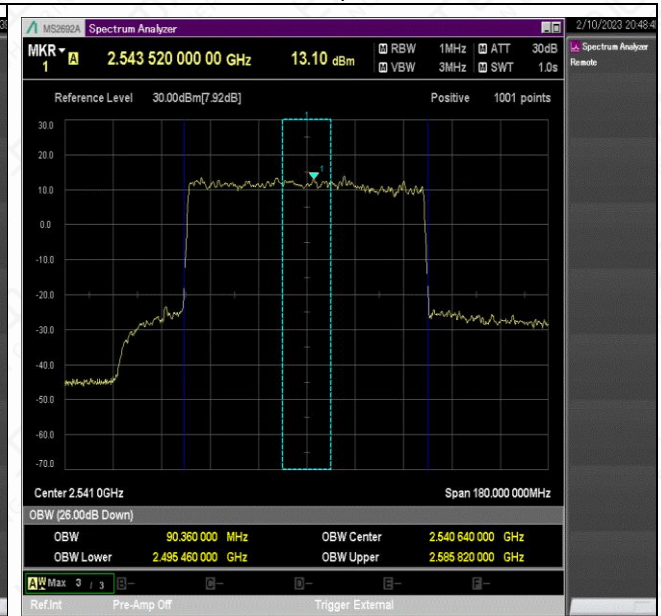 MS2692A Spectrum Analyzer
2/10/2023 20:48:4
MKR 1 A 2.543 520 000 00 GHz 13.10 dBm M RBW 1MHz M ATT 30dB
M VBW 3MHz M SWT 1.0s
Spectrum Analyzer
Remote
Reference Level 30.00dBm[7.92dB] Positive 1001 points
30.0
20.0
10.0
0.0
-10.0
-20.0
-30.0
-40.0
-50.0
-60.0
-70.0
1
1
Center 2.541 0GHz Span 180.000 000MHz
OBW (26.00dB Down)
OBW 90.360 000 MHz OBW Center 2.540 640 000 GHz
OBW Lower 2.495 460 000 GHz OBW Upper 2.585 820 000 GHz
A W Max 3 / 3 B- C- D- E- F-
Ref.Int Pre-Amp Off Trigger External